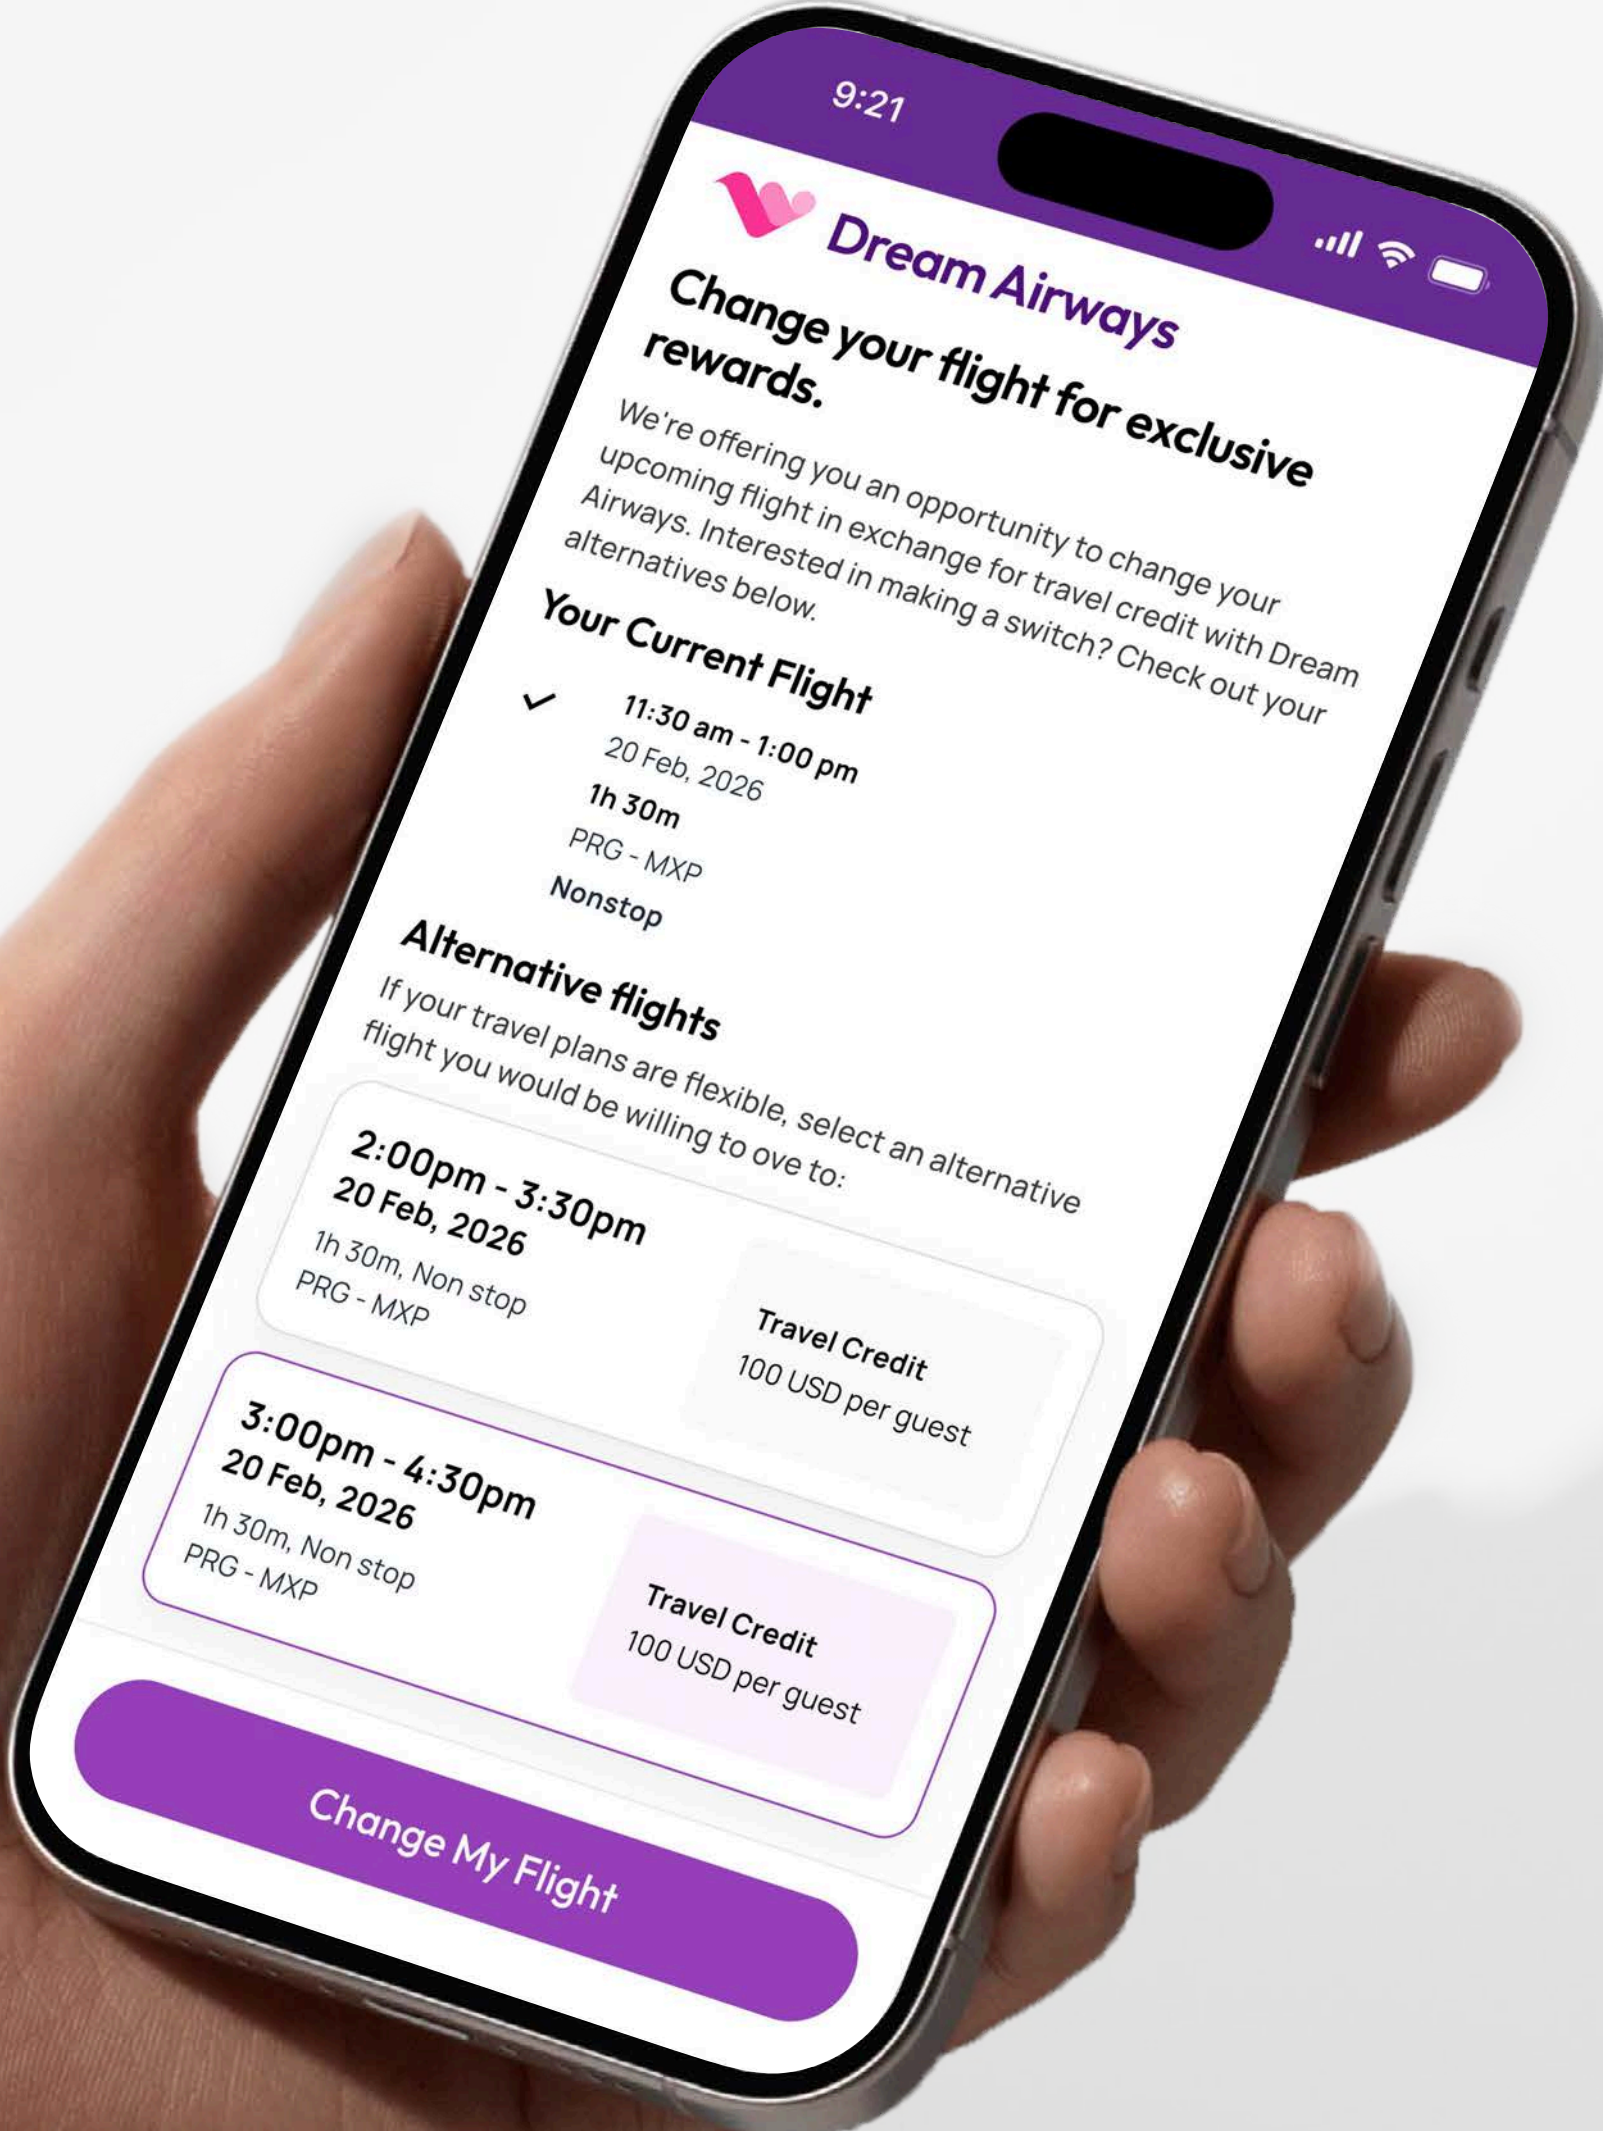 9:21
Dream Airways
Change your flight for exclusive
rewards.
We're offering you an opportunity to change your
upcoming flight in exchange for travel credit with Dream
Airways. Interested in making a switch? Check out your
alternatives below.
Your Current Flight
11:30 am - 1:00 pm
20 Feb, 2026
1h 30m
PRG - MXP
Nonstop
Alternative flights
If your travel plans are flexible, select an alternative
flight you would be willing to ove to:
2:00pm - 3:30pm
20 Feb, 2026
1h 30m, Non stop
PRG - MXP
Travel Credit
100 USD per guest
3:00pm - 4:30pm
20 Feb, 2026
1h 30m, Non stop
PRG - MXP
Travel Credit
100 USD per guest
Change My Flight